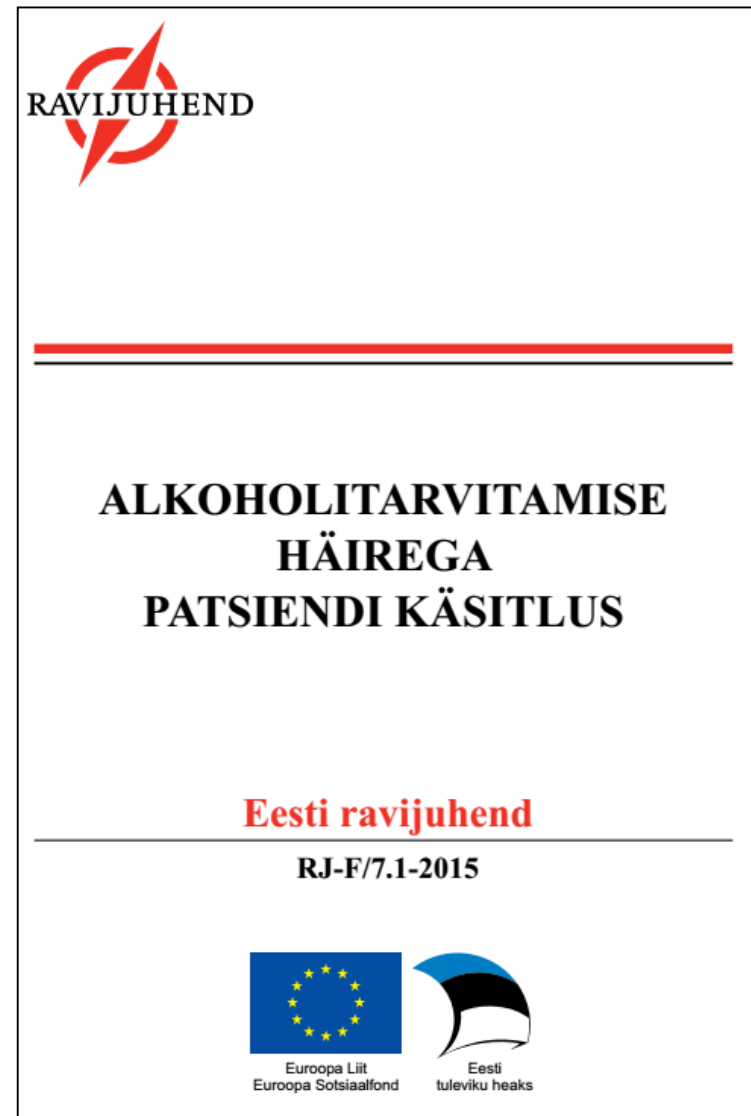 RAVIJUHEND
ALKOHOLITARVITAMISE
HÄIREGA
PATSIENDI KÄSITLUS
Eesti ravijuhend
RJ-F/7.1-2015
Euroopa Liit
Euroopa Sotsiaalfond
Eesti
tuleviku heaks